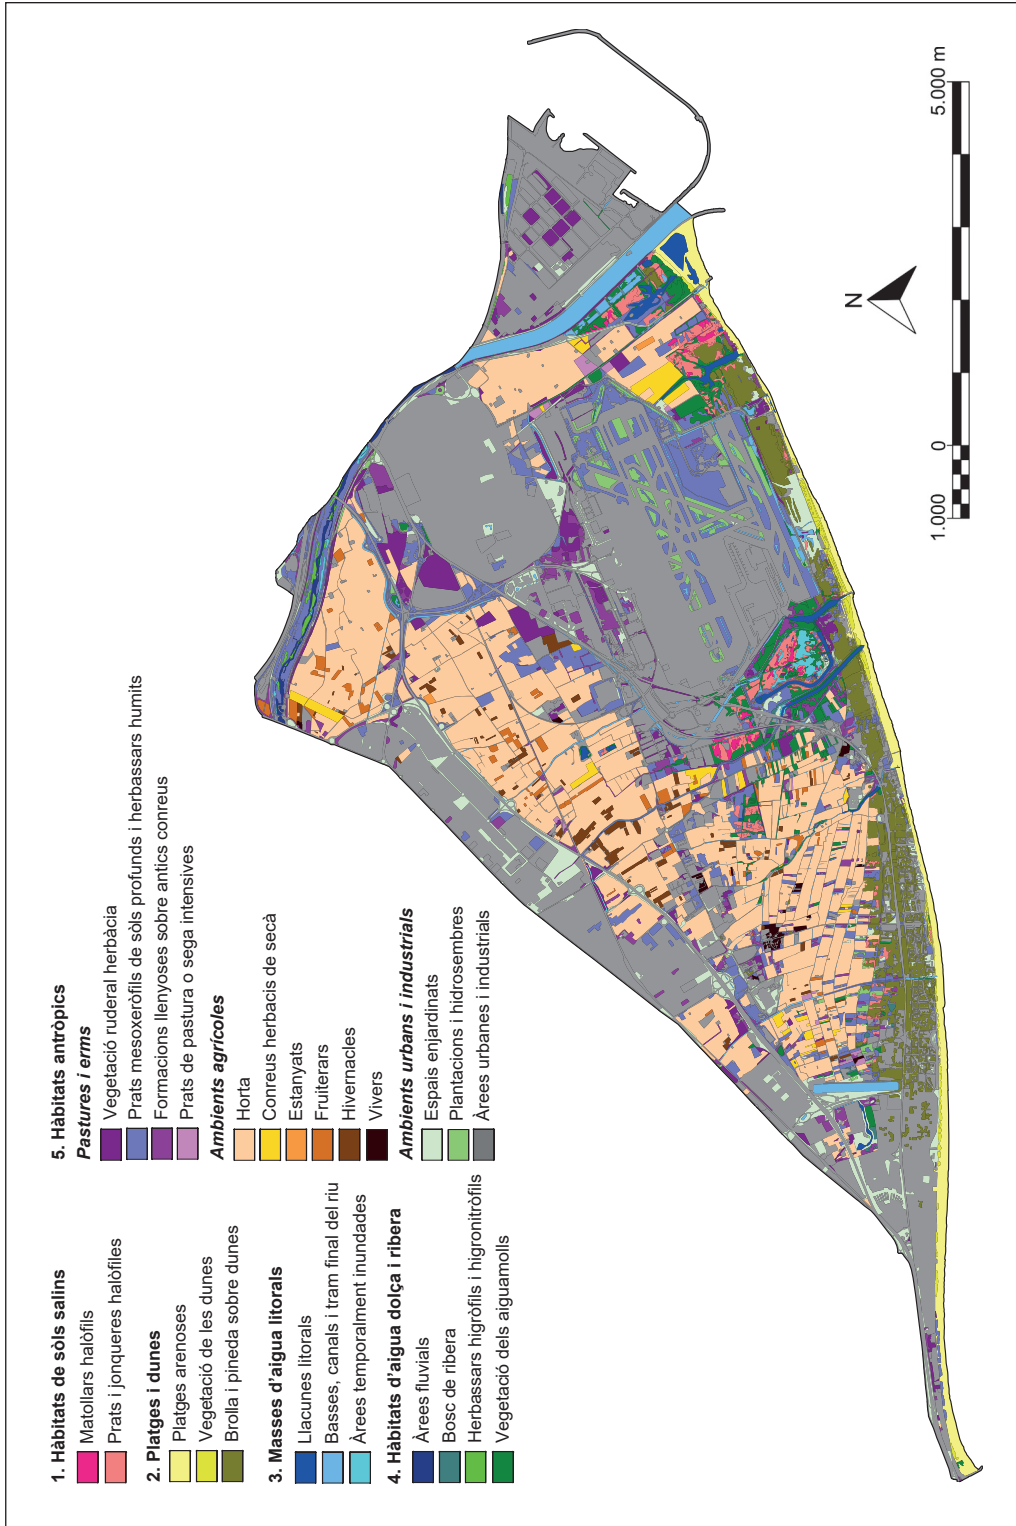 1. Hàbitats de sòls salins
Matollars halòfils
Prats i jonqueres halòfiles
2. Platges i dunes
Platges arenoses
Vegetació de les dunes
Brolla i pineda sobre dunes
3. Masses d'aigua litorals
Llacunes litorals
Basses, canals i tram final del riu
Àrees temporalment inundades
4. Hàbitats d'aigua dolça i ribera
Àrees fluvials
Bosc de ribera
Herbassars higròfils i higronitròfils
Vegetació dels aiguamolls
5. Hàbitats antròpics
Pastures i erms
Vegetació ruderal herbàcia
Prats mesoxeròfils de sòls profunds i herbassars humits
Formacions llenyoses sobre antics conreus
Prats de pastura o sega intensives
Ambients agrícoles
Horta
Conreus herbacis de secà
Estanyats
Fruiterars
Hivernacles
Vivers
Ambients urbans i industrials
Espais enjardinats
Plantacions i hidrosembres
Àrees urbanes i industrials
N
1.000 0 5.000 m